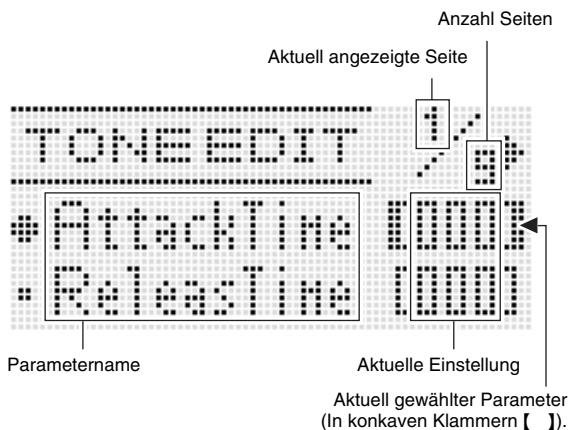 Anzahl Seiten
Aktuell angezeigte Seite
TONE EDIT 1/9
AttackTime 【000】
ReleasTime [000]
Parametername
Aktuelle Einstellung
Aktuell gewählter Parameter
(In konkaven Klammern【 】).